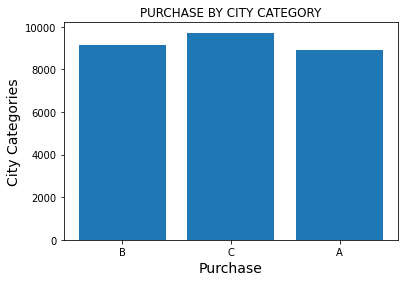 PURCHASE BY CITY CATEGORY
10000
8000
6000
4000
2000
0
City Categories
B C A
Purchase